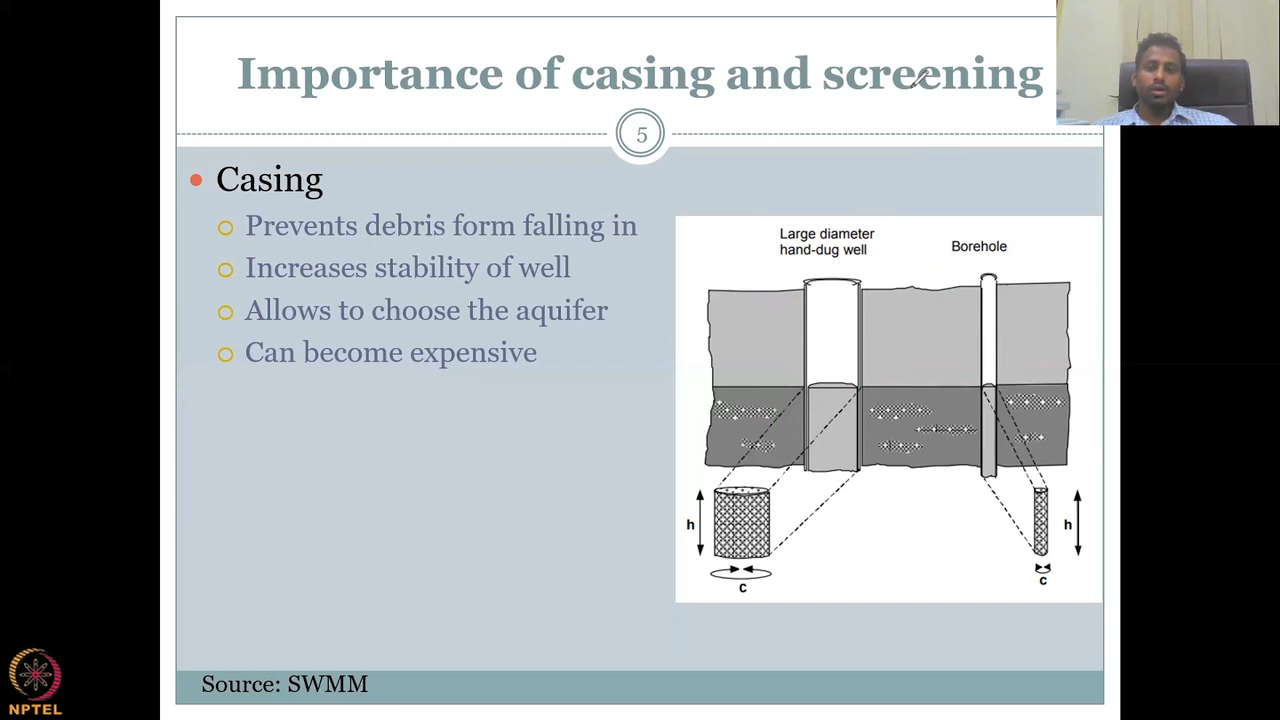 Importance of casing and screening
5
Casing
Prevents debris form falling in
Increases stability of well
Allows to choose the aquifer
Can become expensive
Large diameter
hand-dug well
Borehole
h
c
h
c
Source: SWMM
NPTEL